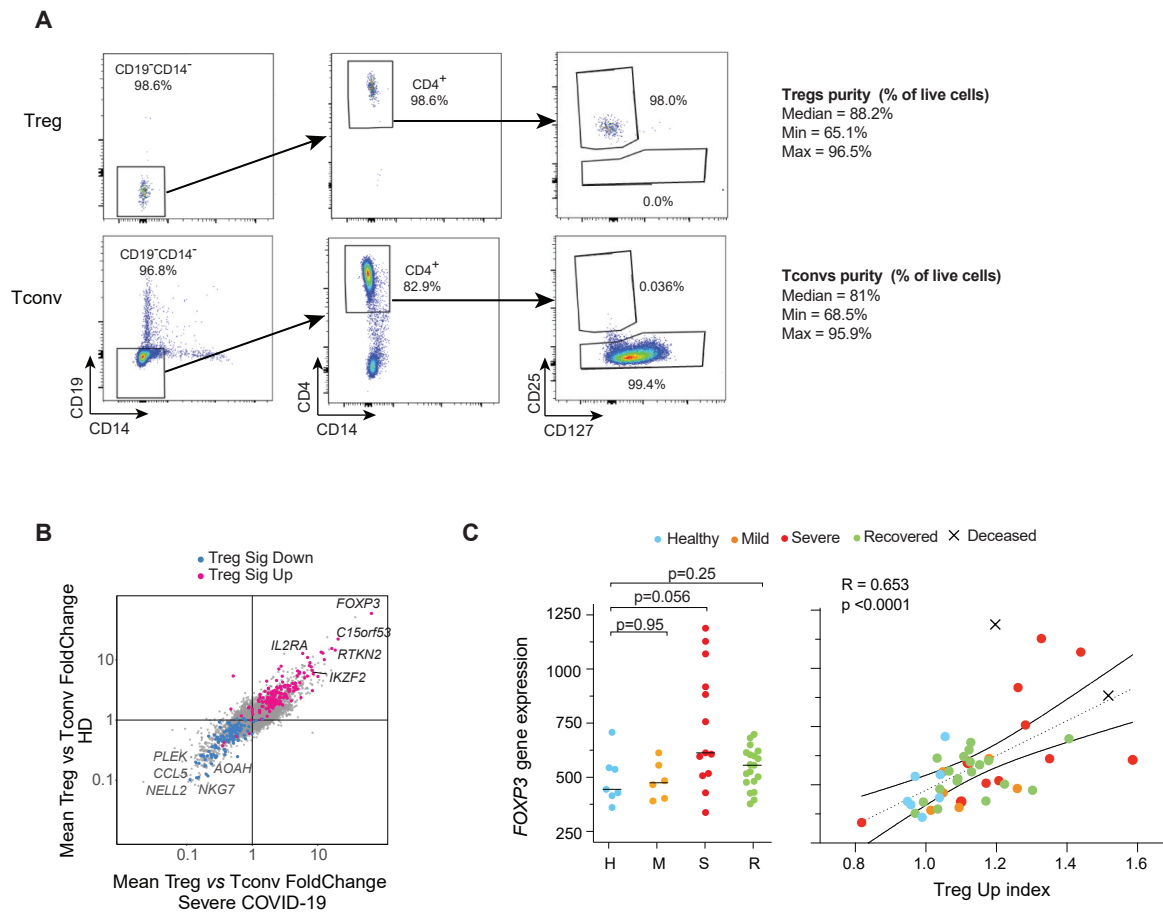 A
Treg
CD19⁻CD14⁻
98.6%
CD4⁺
98.6%
98.0%
0.0%
Tregs purity (% of live cells)
Median = 88.2%
Min = 65.1%
Max = 96.5%
Tconv
CD19⁻CD14⁻
96.8%
CD4⁺
82.9%
0.036%
99.4%
Tconvs purity (% of live cells)
Median = 81%
Min = 68.5%
Max = 95.9%
CD19
CD14
CD4
CD14
CD25
CD127
B
Treg Sig Down
Treg Sig Up
FOXP3
C15orf53
IL2RA
RTKN2
IKZF2
PLEK
CCL5
AOAH
NELL2
NKG7
10
1
0.1
0.1
1
10
Mean Treg vs Tconv FoldChange
HD
Mean Treg vs Tconv FoldChange
Severe COVID-19
C
Healthy
Mild
Severe
Recovered
Deceased
p=0.25
p=0.056
p=0.95
1250
1000
750
500
250
FOXP3 gene expression
H
M
S
R
R = 0.653
p <0.0001
0.8
1.0
1.2
1.4
1.6
Treg Up index